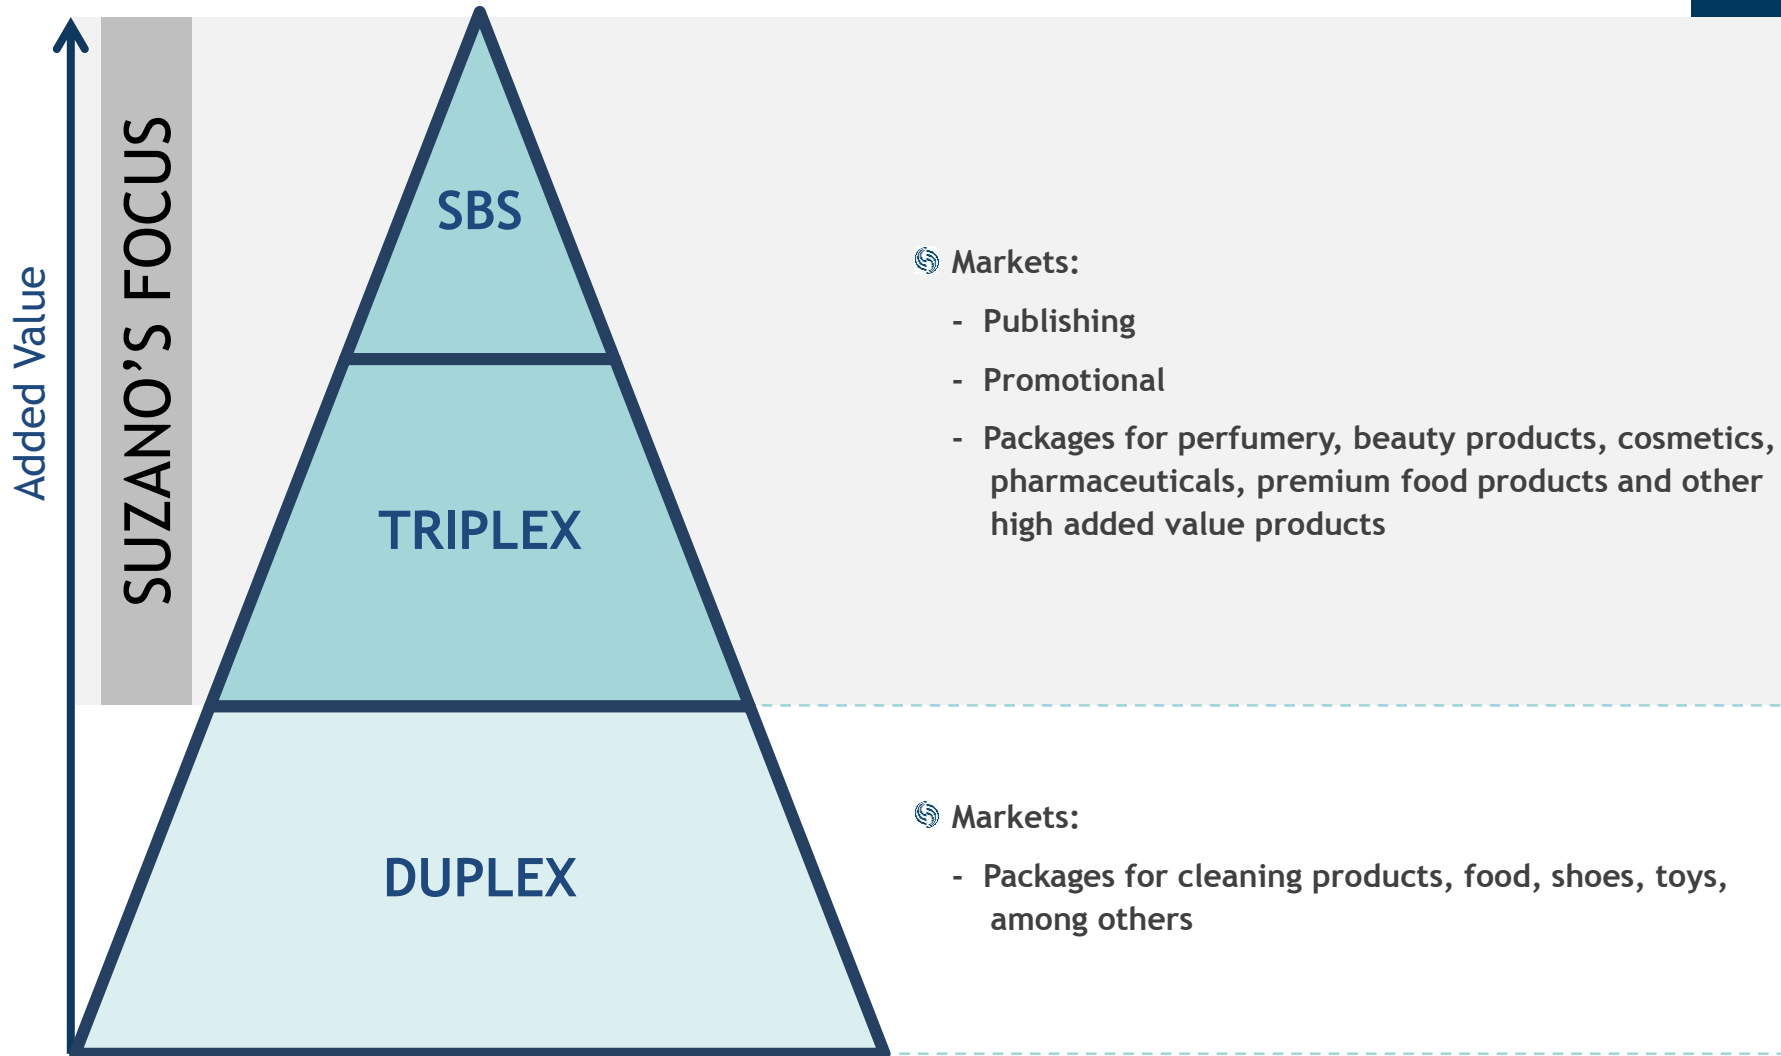 Added Value
SUZANO'S FOCUS
SBS
TRIPLEX
DUPLEX
Markets:
- Publishing
- Promotional
- Packages for perfumery, beauty products, cosmetics,
pharmaceuticals, premium food products and other
high added value products
Markets:
- Packages for cleaning products, food, shoes, toys,
among others